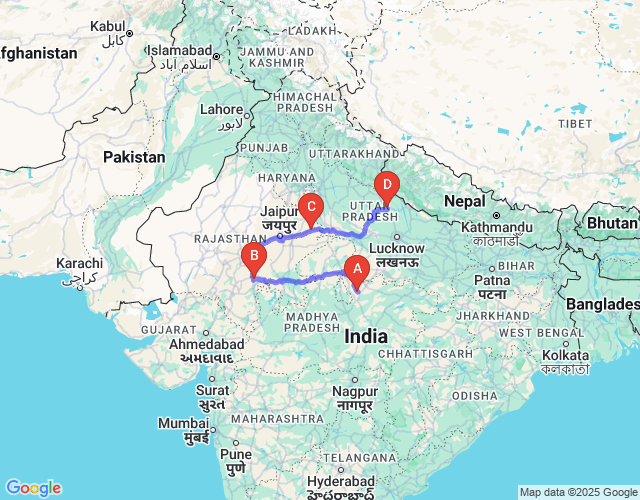 Kabul
کابل
Afghanistan
Islamabad
اسلام آباد
LADAKH
JAMMU AND
KASHMIR
Lahore
لاہور
HIMACHAL
PRADESH
TIBET
PUNJAB
Pakistan
UTTARAKHAND
HARYANA
D
Nepal
C
UTTAR
PRADESH
Jaipur
जयपुर
Kathmandu
काठमाडौं
Bhutan
RAJASTHAN
Lucknow
लखनऊ
B
A
Karachi
کراچی
BIHAR
Patna
पटना
Bangladesh
MADHYA
PRADESH
JHARKHAND
GUJARAT
Ahmedabad
અમદાવાદ
India
WEST BENGAL
CHHATTISGARH
Kolkata
কলকাতা
Surat
સુરત
Nagpur
नागपूर
ODISHA
Mumbai
मुंबई
MAHARASHTRA
Pune
पुणे
TELANGANA
Hyderabad
హైదరాబాద్
Google
Map data ©2025 Google